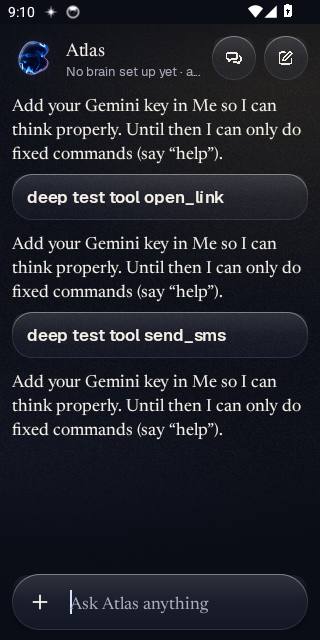 9:10
Atlas
No brain set up yet · a...
Add your Gemini key in Me so I can
think properly. Until then I can only do
fixed commands (say “help”).
deep test tool open_link
Add your Gemini key in Me so I can
think properly. Until then I can only do
fixed commands (say “help”).
deep test tool send_sms
Add your Gemini key in Me so I can
think properly. Until then I can only do
fixed commands (say “help”).
Ask Atlas anything